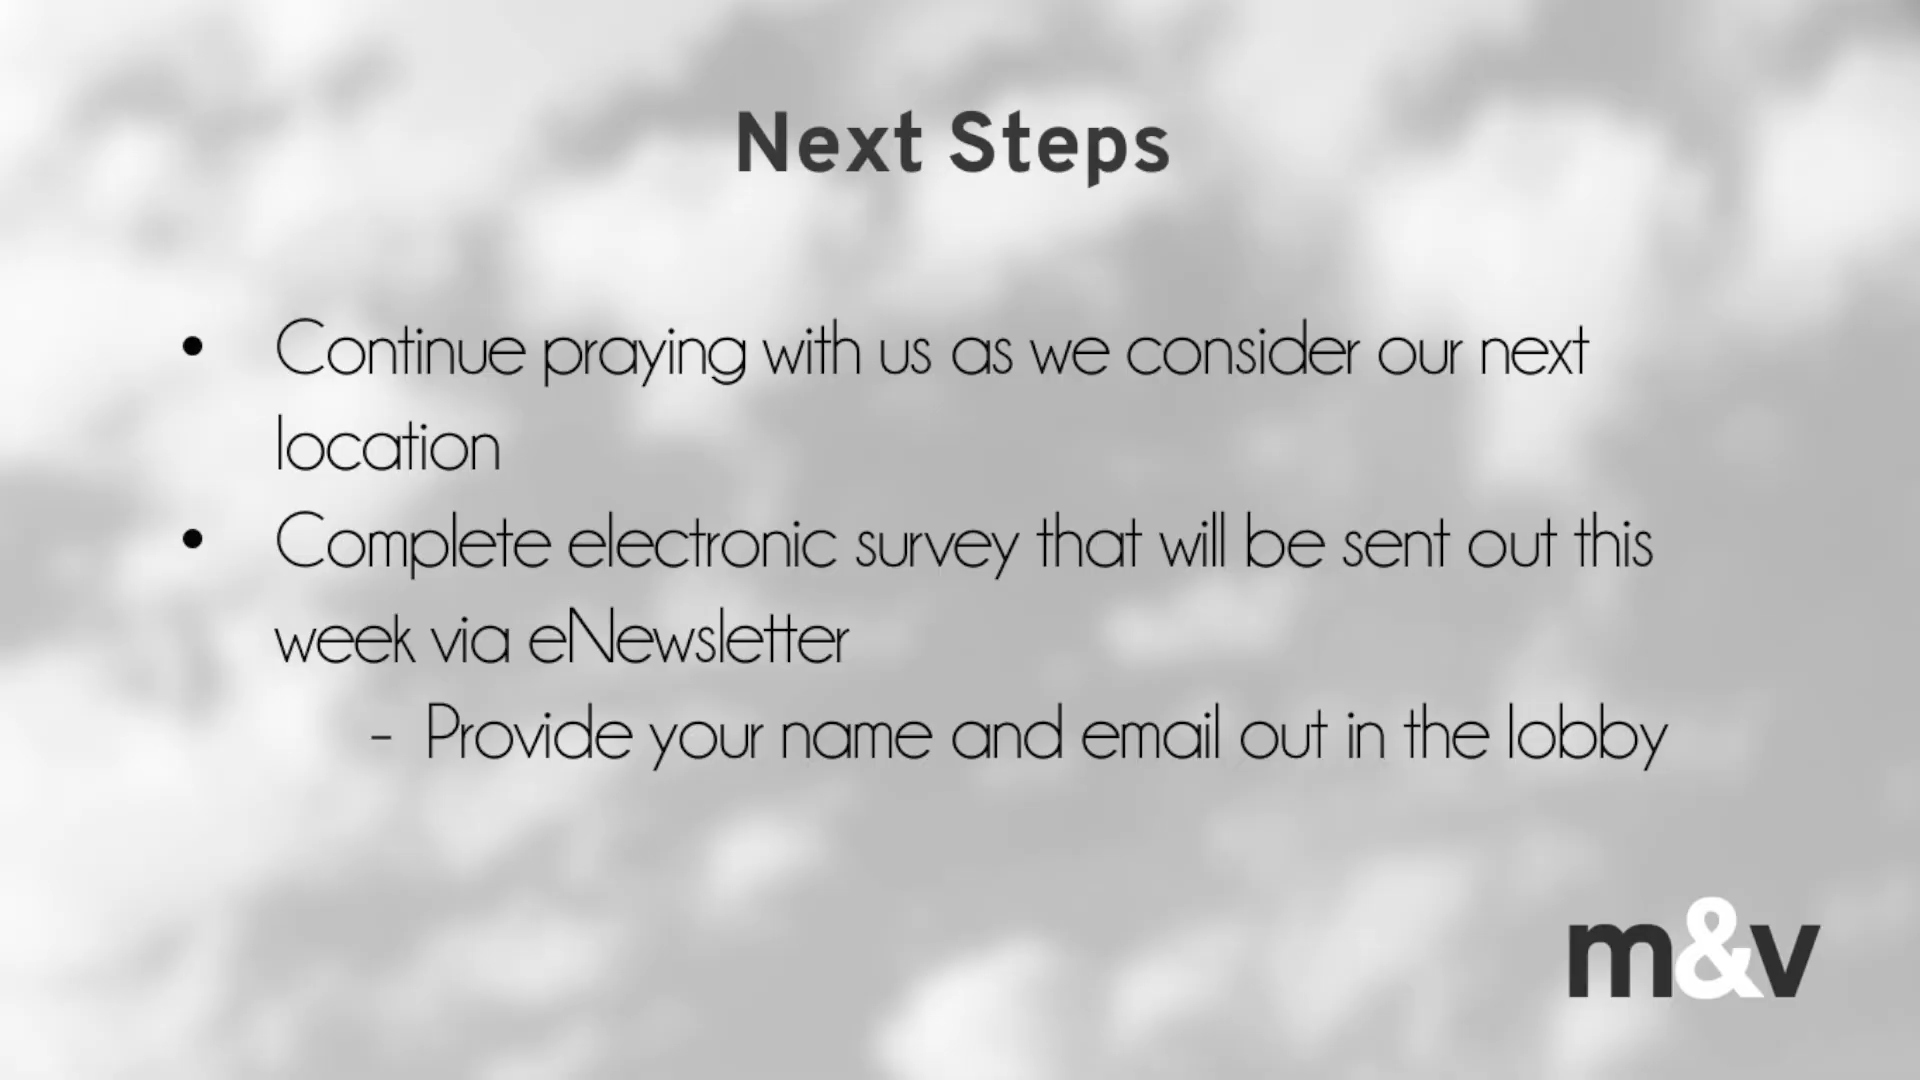 Next Steps
• Continue praying with us as we consider our next
location
• Complete electronic survey that will be sent out this
week via eNewsletter
- Provide your name and email out in the lobby
m&v